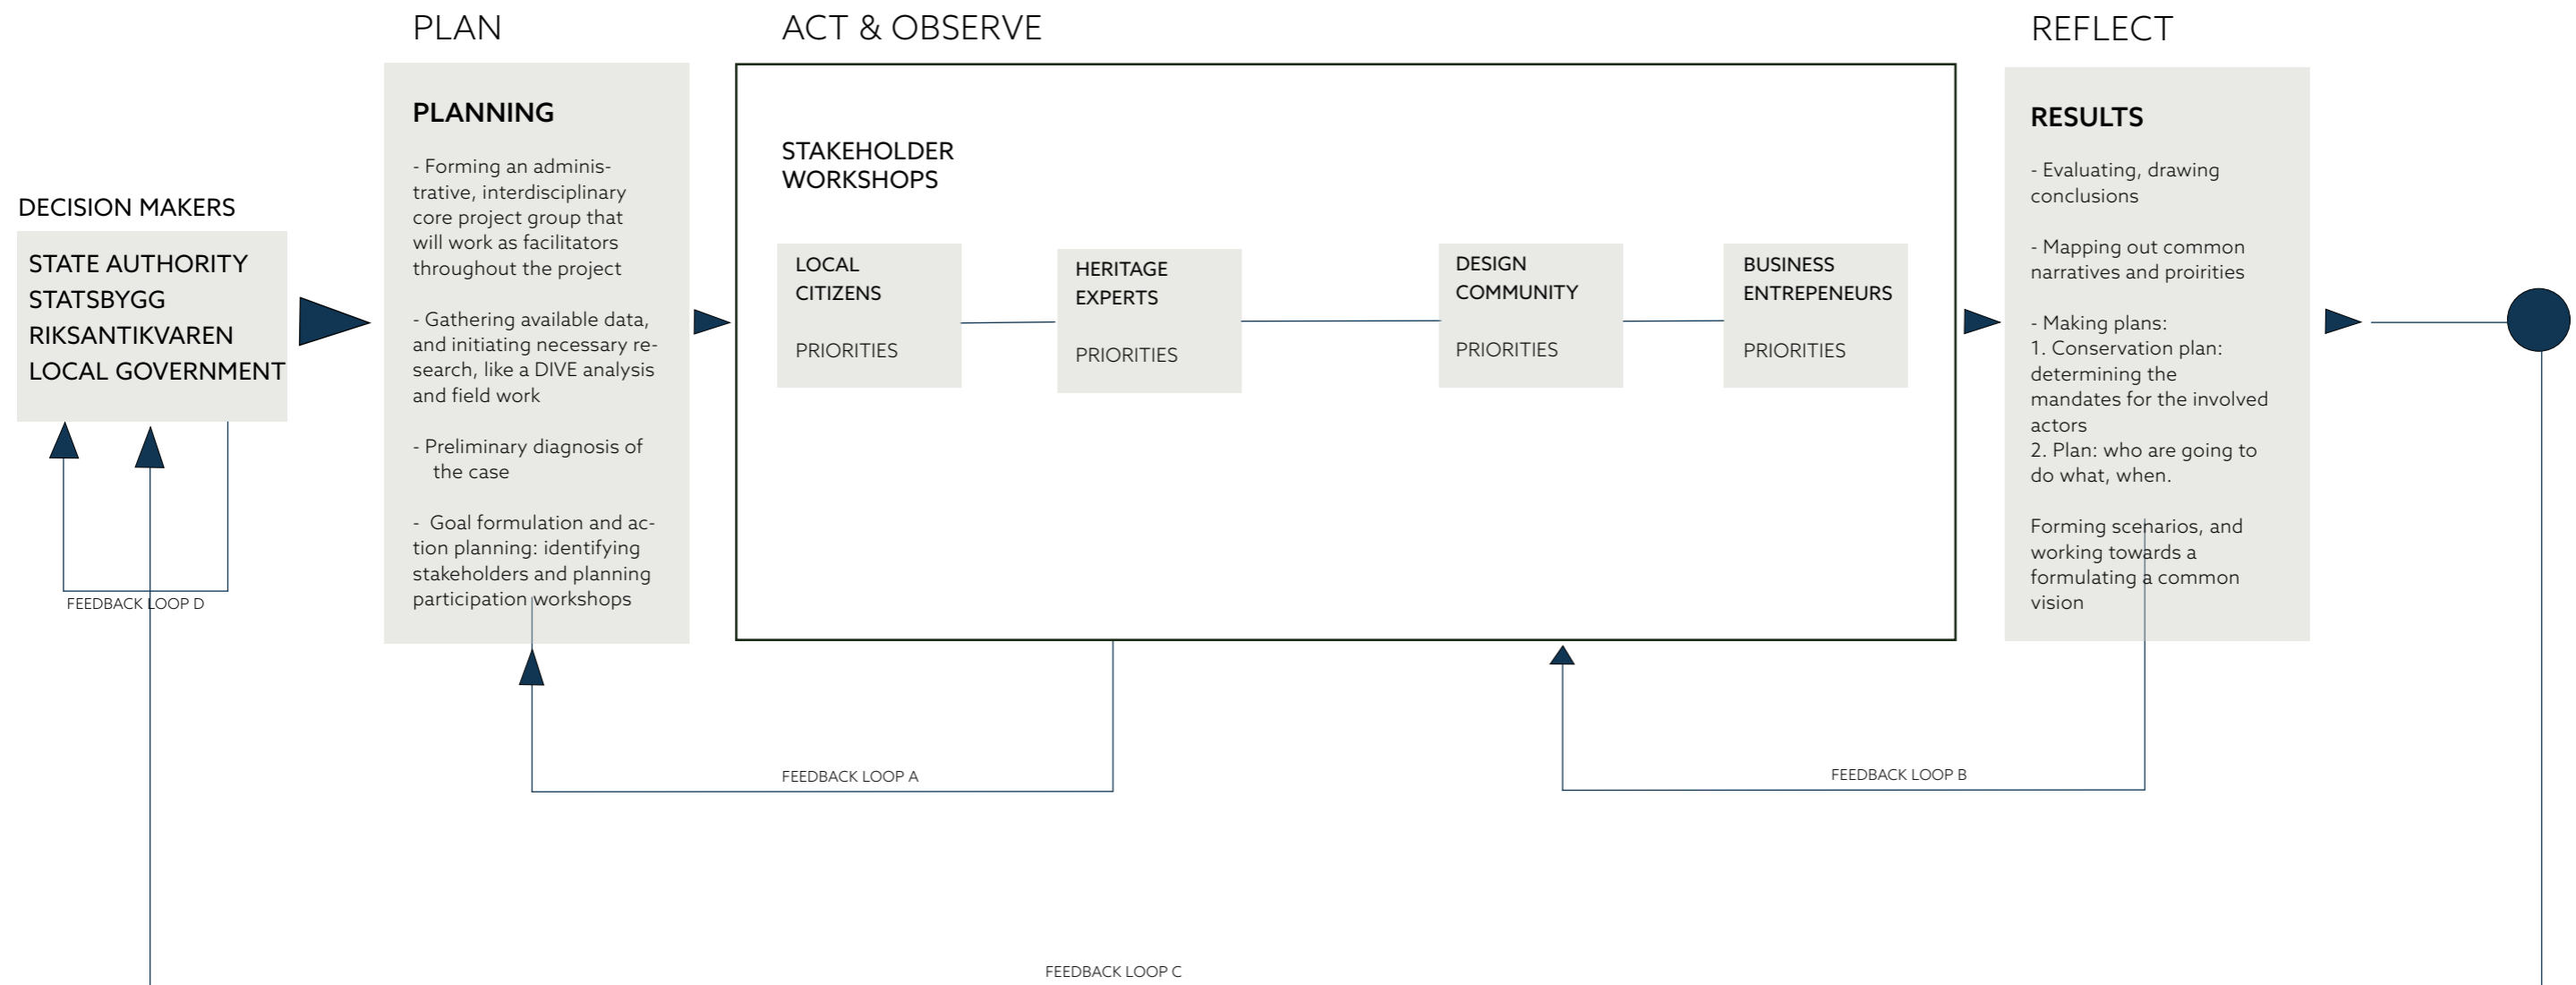 PLAN
ACT & OBSERVE
REFLECT
DECISION MAKERS
STATE AUTHORITY
STATSBYGG
RIKSANTIKVAREN
LOCAL GOVERNMENT
FEEDBACK LOOP D
PLANNING
- Forming an adminis-
trative, interdisciplinary
core project group that
will work as facilitators
throughout the project
- Gathering available data,
and initiating necessary re-
search, like a DIVE analysis
and field work
- Preliminary diagnosis of
the case
- Goal formulation and ac-
tion planning: identifying
stakeholders and planning
participation workshops
STAKEHOLDER
WORKSHOPS
LOCAL
CITIZENS
PRIORITIES
HERITAGE
EXPERTS
PRIORITIES
DESIGN
COMMUNITY
PRIORITIES
BUSINESS
ENTREPENEURS
PRIORITIES
RESULTS
- Evaluating, drawing
conclusions
- Mapping out common
narratives and proirities
- Making plans:
1. Conservation plan:
determining the
mandates for the involved
actors
2. Plan: who are going to
do what, when.
Forming scenarios, and
working towards a
formulating a common
vision
FEEDBACK LOOP A
FEEDBACK LOOP B
FEEDBACK LOOP C